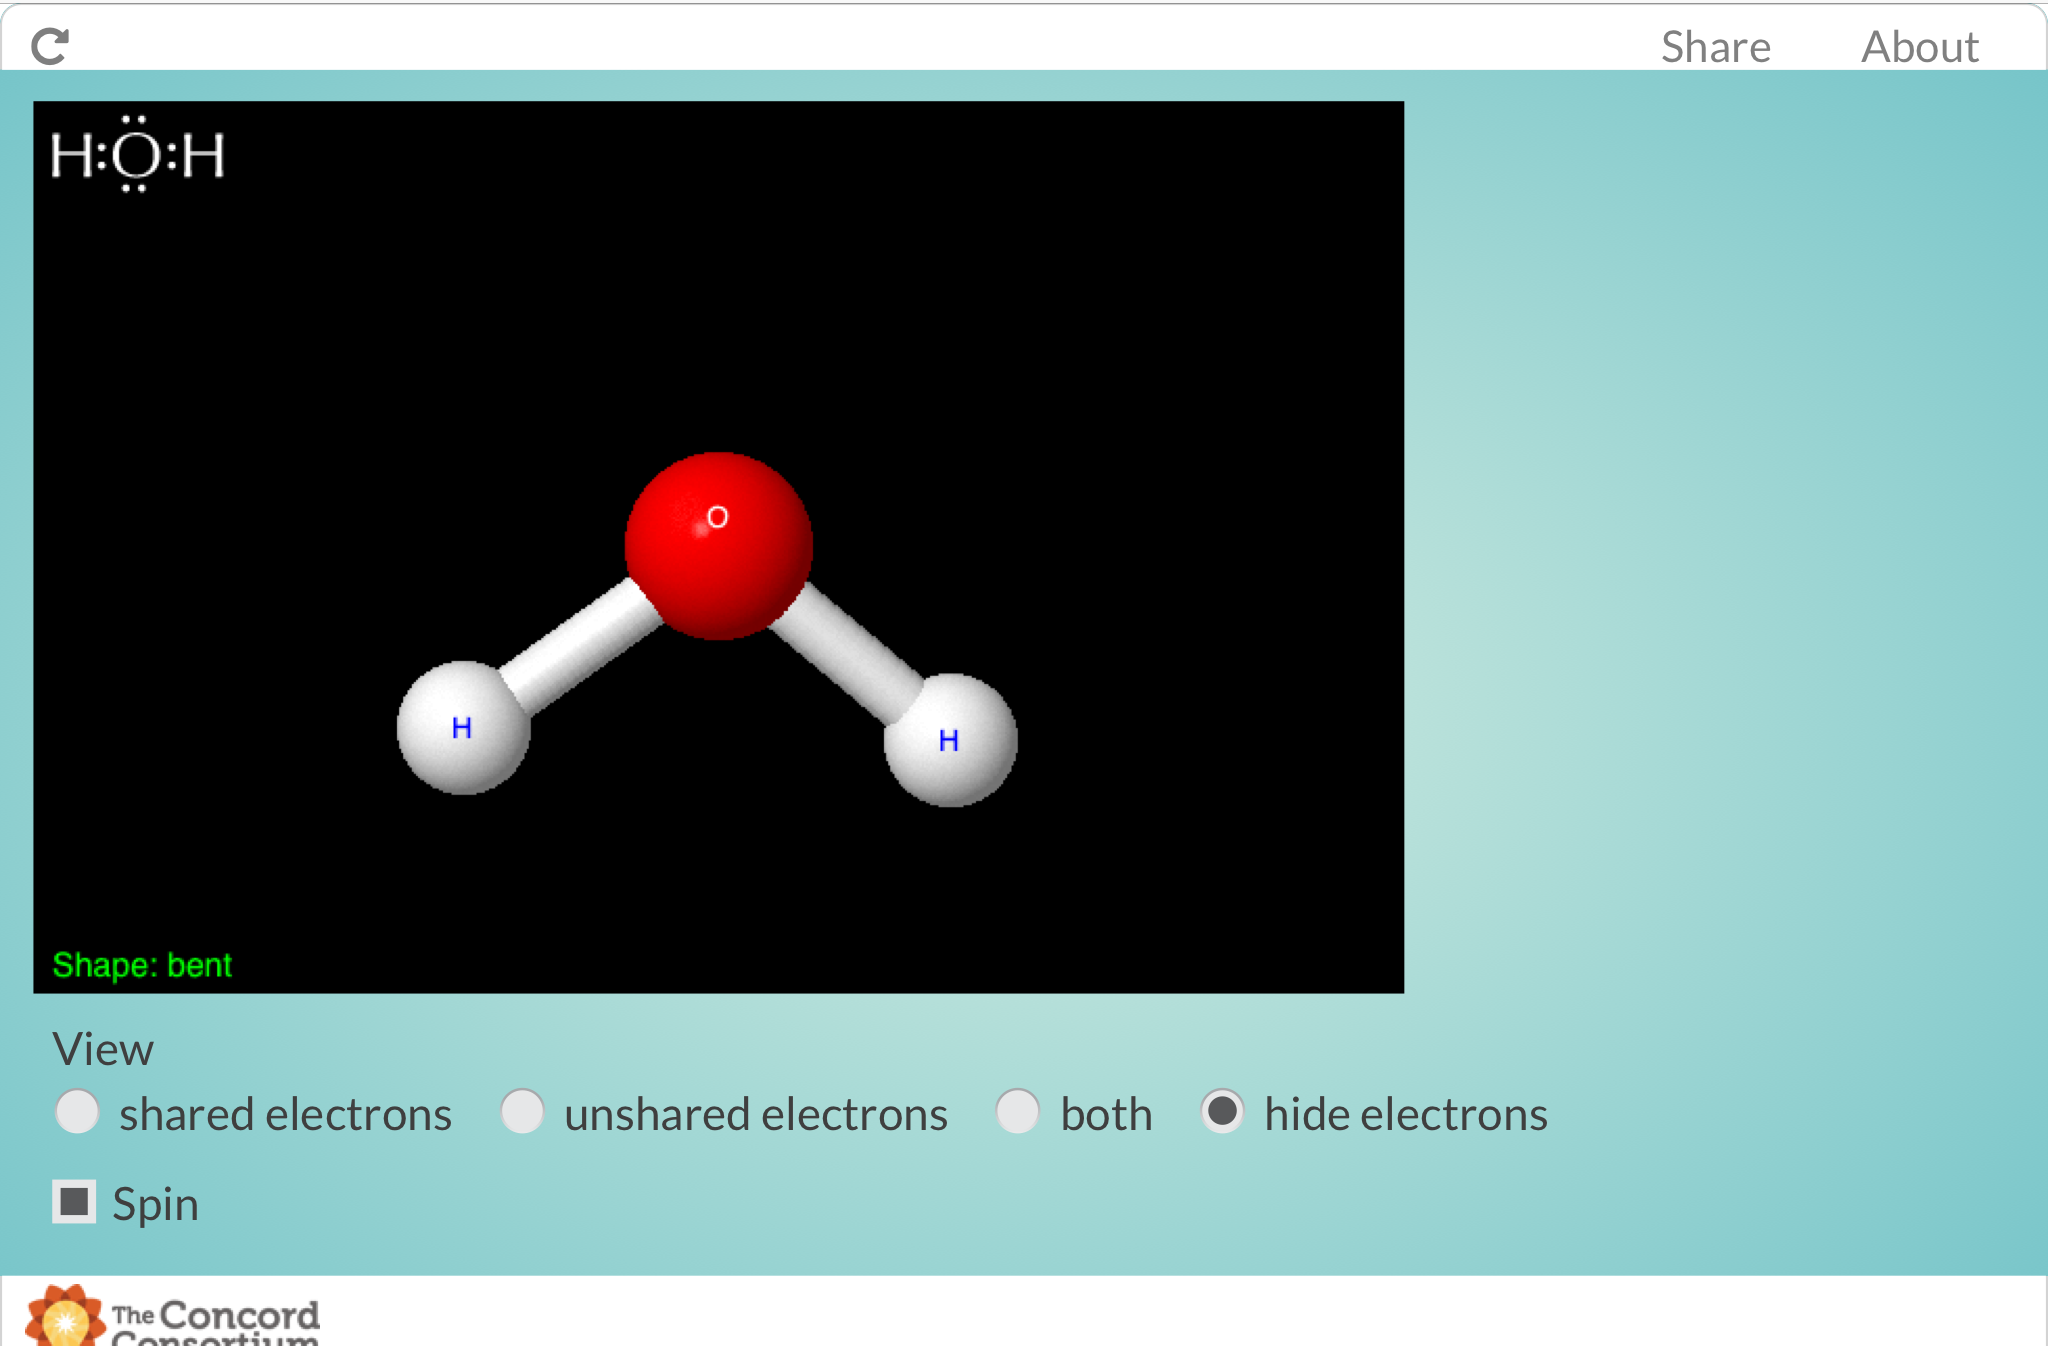 Share About
H:Ö:H
O
H H
Shape: bent
View
shared electrons unshared electrons both hide electrons
Spin
The Concord
Consortium